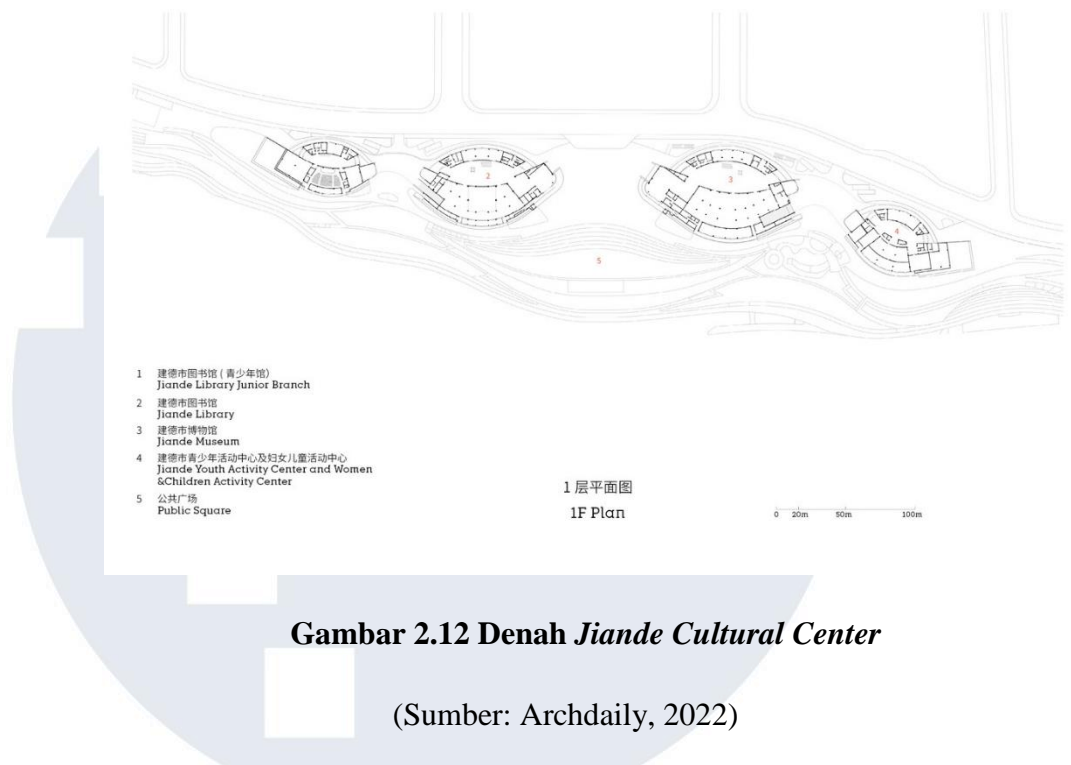 2
3
4
5
1 建德市图书馆 ( 青少年馆)
Jiande Library Junior Branch
2 建德市图书馆
Jiande Library
3 建德市博物馆
Jiande Museum
4 建德市青少年活动中心及妇女儿童活动中心
Jiande Youth Activity Center and Women
&Children Activity Center
5 公共广场
Public Square
1层平面图
1F Plan
0 20m 50m 100m
Gambar 2.12 Denah Jiande Cultural Center
(Sumber: Archdaily, 2022)